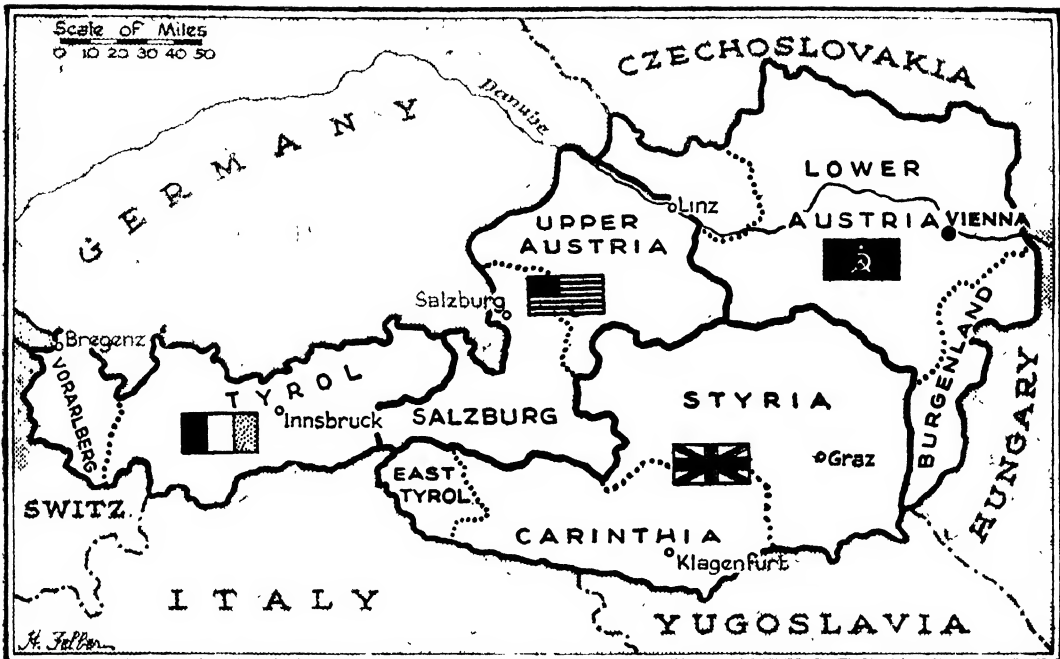 Scale of Miles
0 10 20 30 40 50
CZECHOSLOVAKIA
Danube
GERMANY
LOWER
AUSTRIA
VIENNA
Linz
UPPER
AUSTRIA
Salzburg
Bregenz
VORARLBERG
TYROL
Innsbruck
SALZBURG
STYRIA
BURGENLAND
HUNGARY
Graz
EAST
TYROL
SWITZ.
CARINTHIA
Klagenfurt
ITALY
YUGOSLAVIA
H. Felber